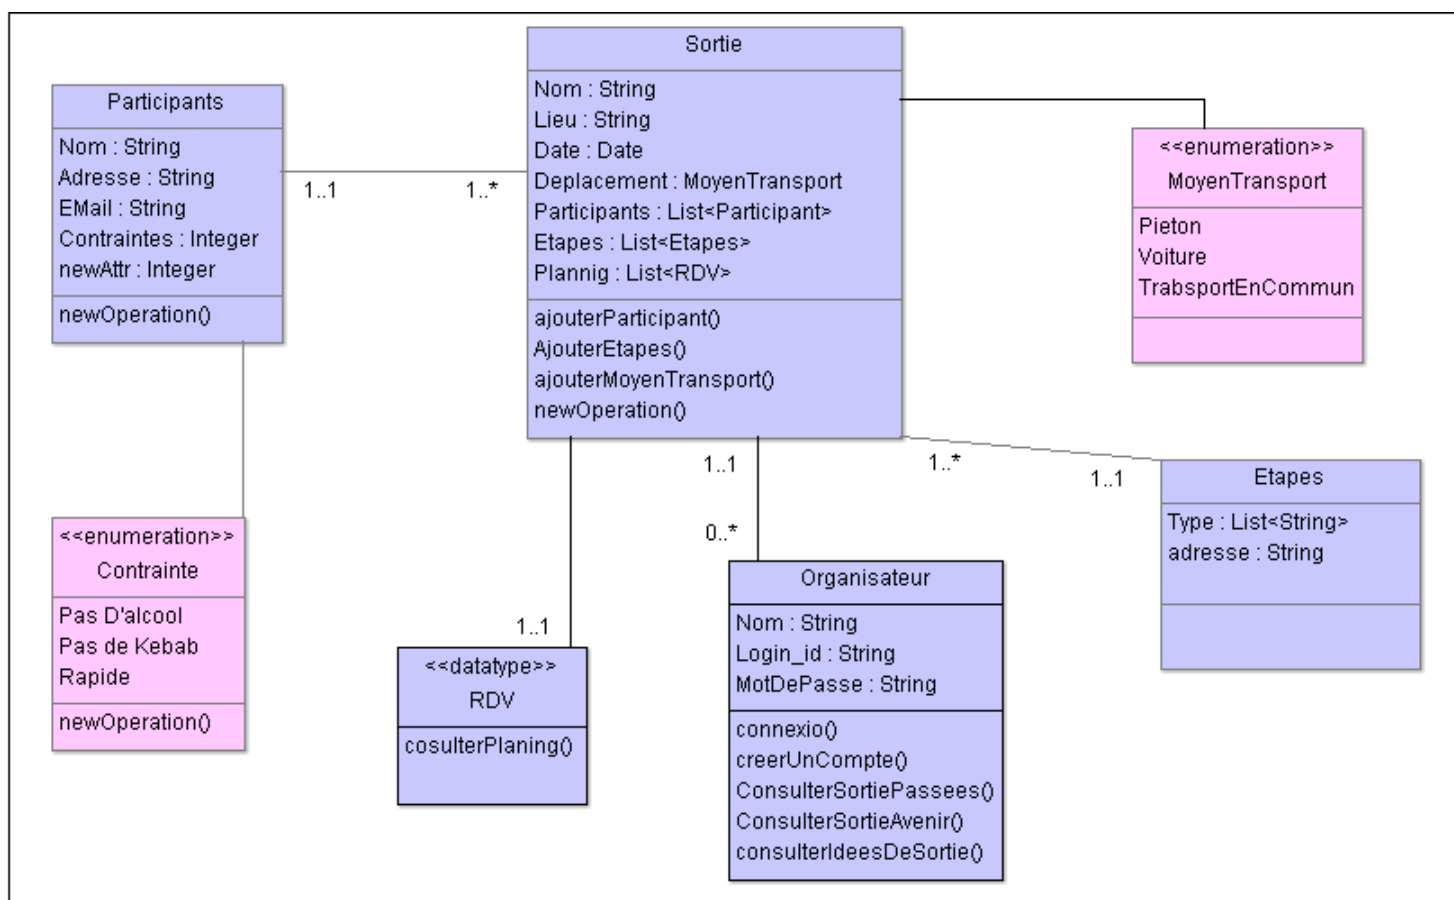 Participants
Nom : String
Adresse : String
EMail : String
Contraintes : Integer
newAttr : Integer
newOperation()
1..1
1..*
Sortie
Nom : String
Lieu : String
Date : Date
Deplacement : MoyenTransport
Participants : List<Participant>
Etapes : List<Etapes>
Plannig : List<RDV>
ajouterParticipant()
AjouterEtapes()
ajouterMoyenTransport()
newOperation()
<<enumeration>>
MoyenTransport
Pieton
Voiture
TrabsportEnCommun
1..1
0..*
1..*
1..1
Etapes
Type : List<String>
adresse : String
<<enumeration>>
Contrainte
Pas D'alcool
Pas de Kebab
Rapide
newOperation()
1..1
<<datatype>>
RDV
cosulterPlaning()
Organisateur
Nom : String
Login_id : String
MotDePasse : String
connexio()
creerUnCompte()
ConsulterSortiePassees()
ConsulterSortieAvenir()
consulterIdeesDeSortie()